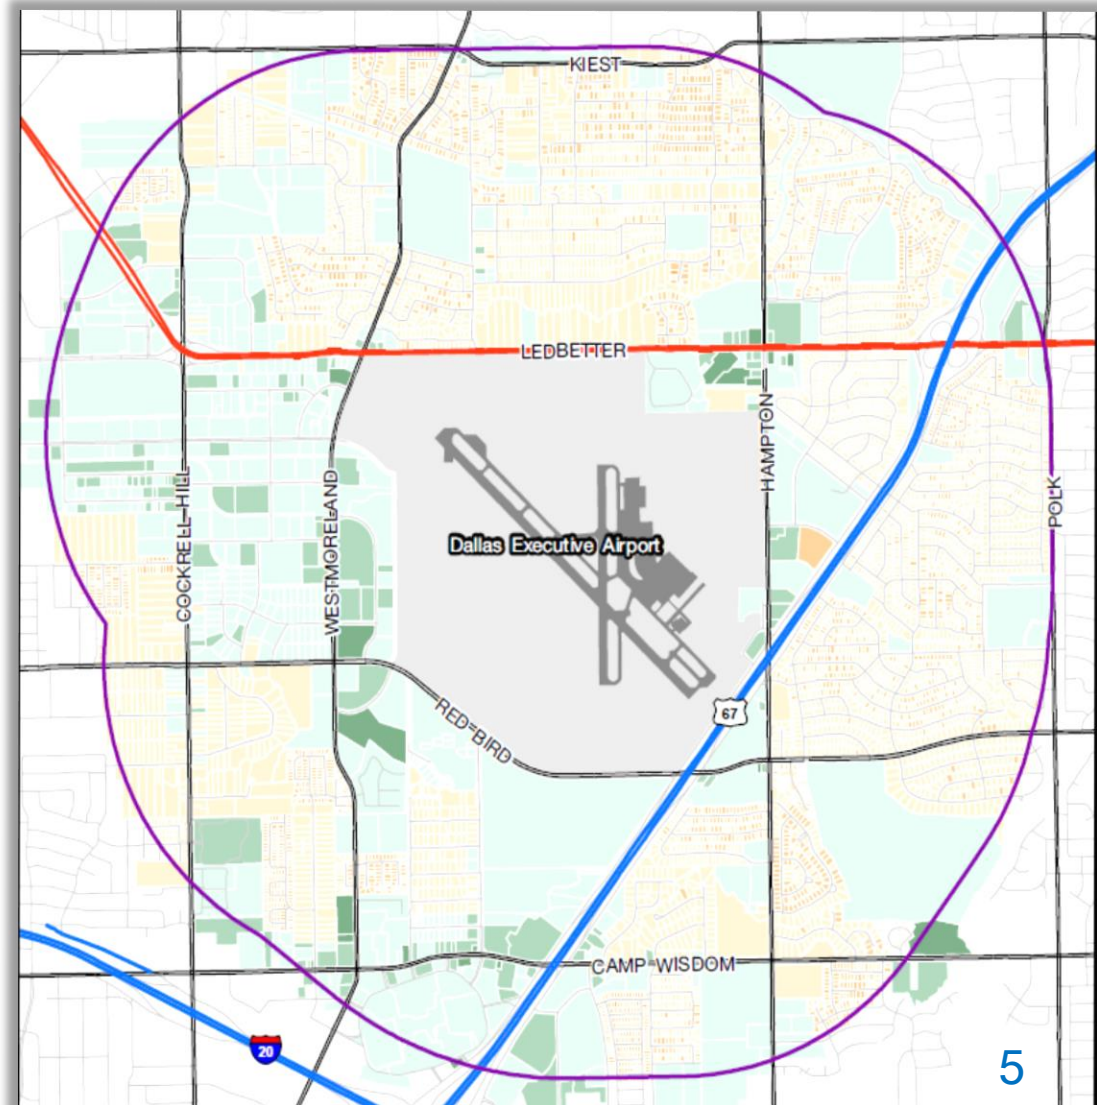 KIEST
LEDBETTER
HAMPTON
COCKRELL HILL
WESTMORELAND
POLK
Dallas Executive Airport
RED BIRD
67
CAMP WISDOM
20
5